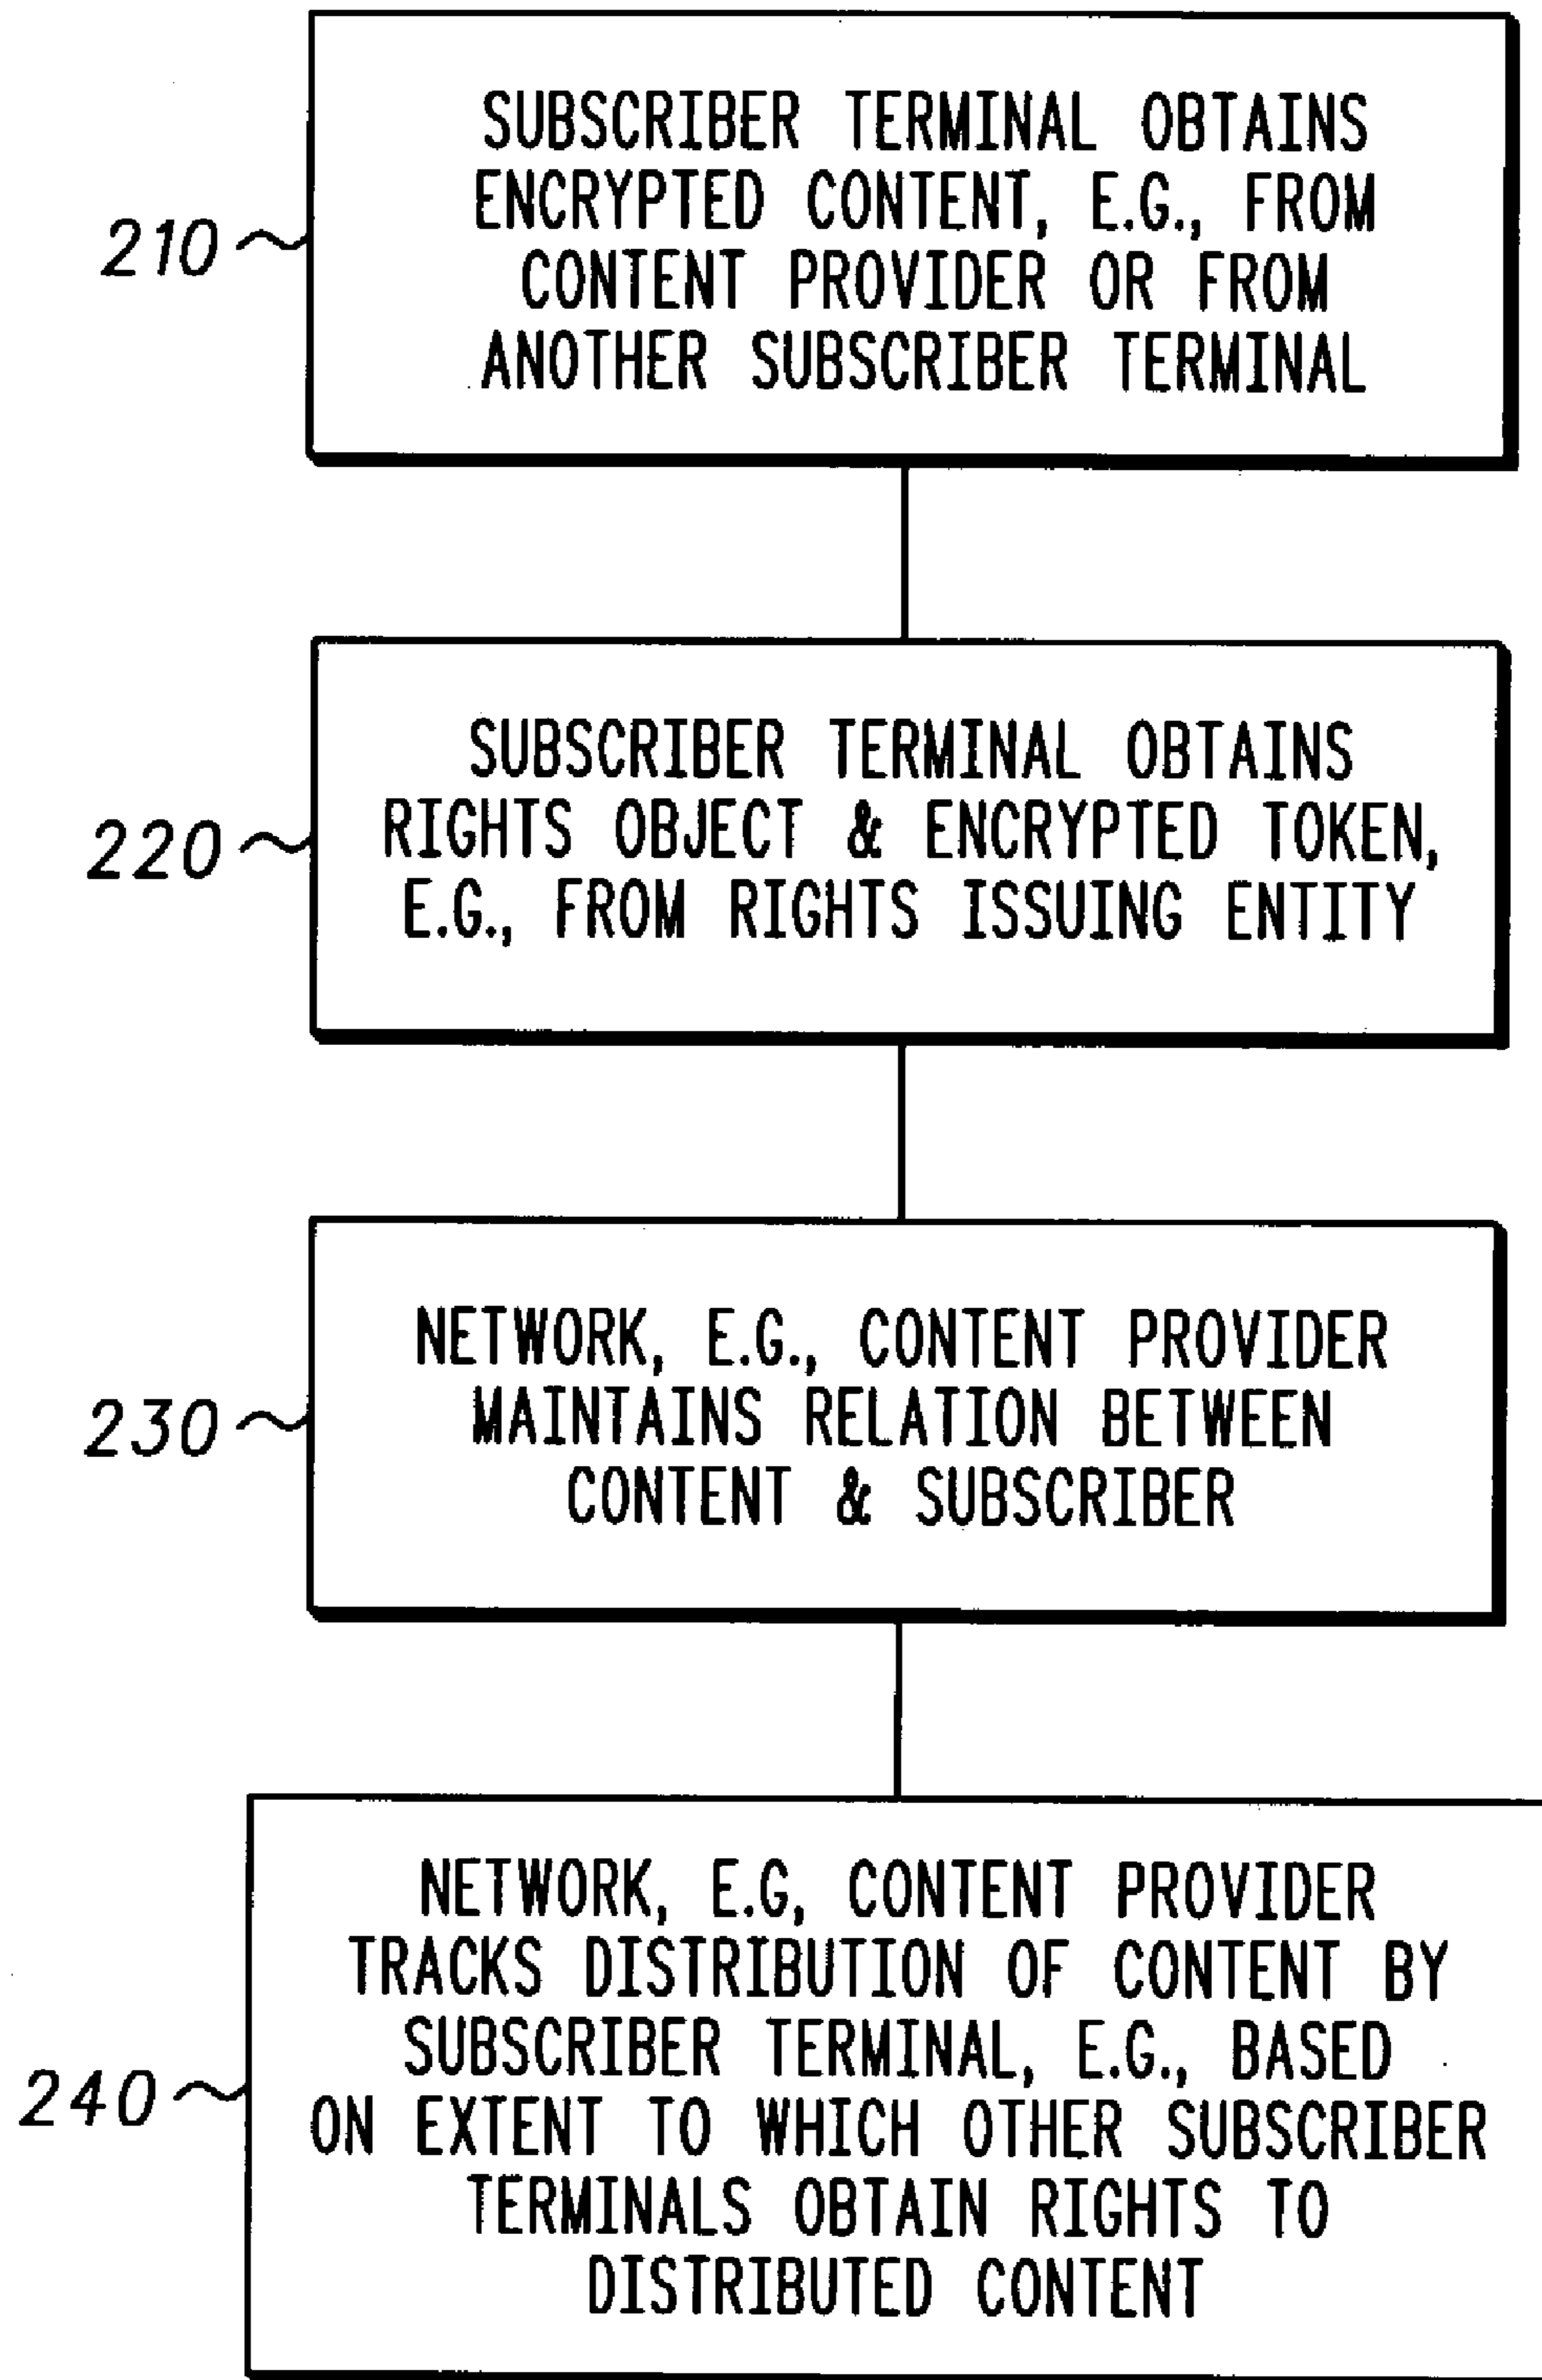 SUBSCRIBER TERMINAL OBTAINS
ENCRYPTED CONTENT, E.G., FROM
CONTENT PROVIDER OR FROM
ANOTHER SUBSCRIBER TERMINAL
210
SUBSCRIBER TERMINAL OBTAINS
RIGHTS OBJECT & ENCRYPTED TOKEN,
E.G., FROM RIGHTS ISSUING ENTITY
220
NETWORK, E.G., CONTENT PROVIDER
MAINTAINS RELATION BETWEEN
CONTENT & SUBSCRIBER
230
NETWORK, E.G, CONTENT PROVIDER
TRACKS DISTRIBUTION OF CONTENT BY
SUBSCRIBER TERMINAL, E.G., BASED
ON EXTENT TO WHICH OTHER SUBSCRIBER
TERMINALS OBTAIN RIGHTS TO
DISTRIBUTED CONTENT
240